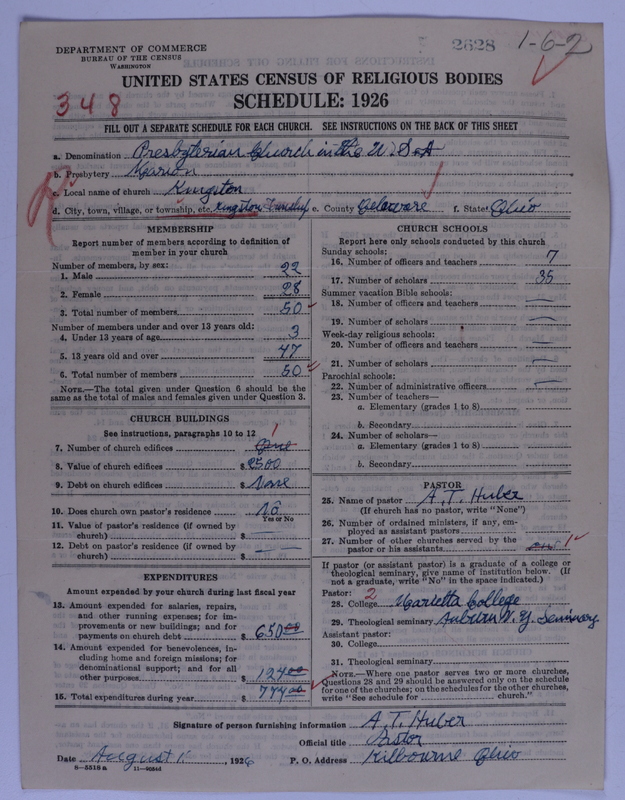 DEPARTMENT OF COMMERCE
BUREAU OF THE CENSUS
WASHINGTON
2628
1-6-2
UNITED STATES CENSUS OF RELIGIOUS BODIES
348
SCHEDULE: 1926
FILL OUT A SEPARATE SCHEDULE FOR EACH CHURCH. SEE INSTRUCTIONS ON THE BACK OF THIS SHEET
a. Denomination Presbyterian Church in the U.S.A
b. Presbytery Marion
c. Local name of church Kingston
d. City, town, village, or township, etc. Kingston Township e. County Delaware f. State Ohio
MEMBERSHIP
Report number of members according to definition of
member in your church
Number of members, by sex:
1. Male 22
2. Female 28
3. Total number of members 50
Number of members under and over 13 years old:
4. Under 13 years of age 3
5. 13 years old and over 47
6. Total number of members 50
NOTE.—The total given under Question 6 should be the
same as the total of males and females given under Question 3.
CHURCH BUILDINGS
See instructions, paragraphs 10 to 12
7. Number of church edifices One 1
8. Value of church edifices $2500
9. Debt on church edifices $ None
10. Does church own pastor's residence No
Yes or No
11. Value of pastor's residence (if owned by
church) $ —
12. Debt on pastor's residence (if owned by
church) $ —
EXPENDITURES
Amount expended by your church during last fiscal year
13. Amount expended for salaries, repairs,
and other running expenses; for im-
provements or new buildings; and for
payments on church debt $ 650 00
14. Amount expended for benevolences, in-
cluding home and foreign missions; for
denominational support; and for all
other purposes $ 124 00
15. Total expenditures during year $ 774 00
CHURCH SCHOOLS
Report here only schools conducted by this church
Sunday schools:
16. Number of officers and teachers 7
17. Number of scholars 35
Summer vacation Bible schools:
18. Number of officers and teachers —
19. Number of scholars —
Week-day religious schools:
20. Number of officers and teachers —
21. Number of scholars —
Parochial schools:
22. Number of administrative officers —
23. Number of teachers—
a. Elementary (grades 1 to 8)
b. Secondary
24. Number of scholars—
a. Elementary (grades 1 to 8)
b. Secondary
PASTOR
25. Name of pastor A.T. Huber
(If church has no pastor, write "None")
26. Number of ordained ministers, if any, em-
ployed as assistant pastors
27. Number of other churches served by the
pastor or his assistants 1
If pastor (or assistant pastor) is a graduate of a college or
theological seminary, give name of institution below. (If
not a graduate, write "No" in the space indicated.)
Pastor: 2
28. College Marietta College
29. Theological seminary Auburn N.Y. Seminary
Assistant pastor:
30. College
31. Theological seminary
NOTE.—Where one pastor serves two or more churches,
Questions 28 and 29 should be answered only on the schedule
for one of the churches; on the schedules for the other churches,
write "See schedule for church."
Signature of person furnishing information A.T. Huber
Official title Pastor
Date August 1, 1926 P. O. Address Kilbourne Ohio
8-5518a 11-9034d